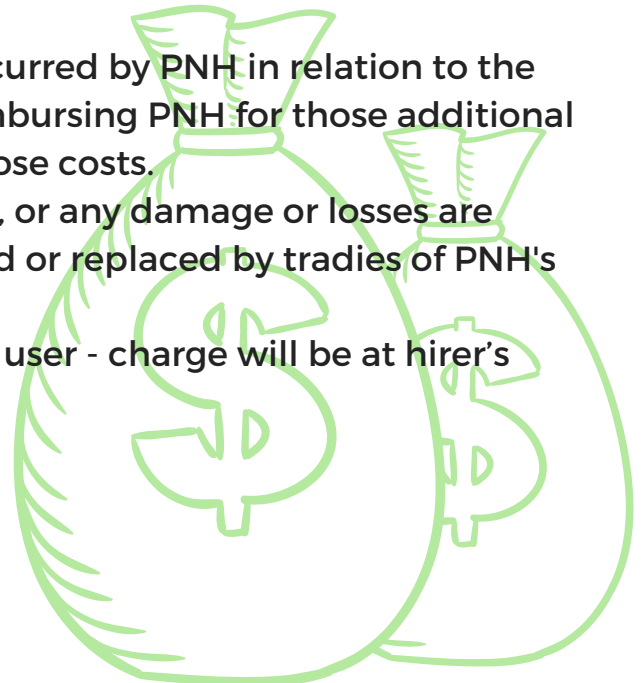 curred by PNH in relation to the
nbursing PNH for those additional
ose costs.
, or any damage or losses are
d or replaced by tradies of PNH's
user - charge will be at hirer’s